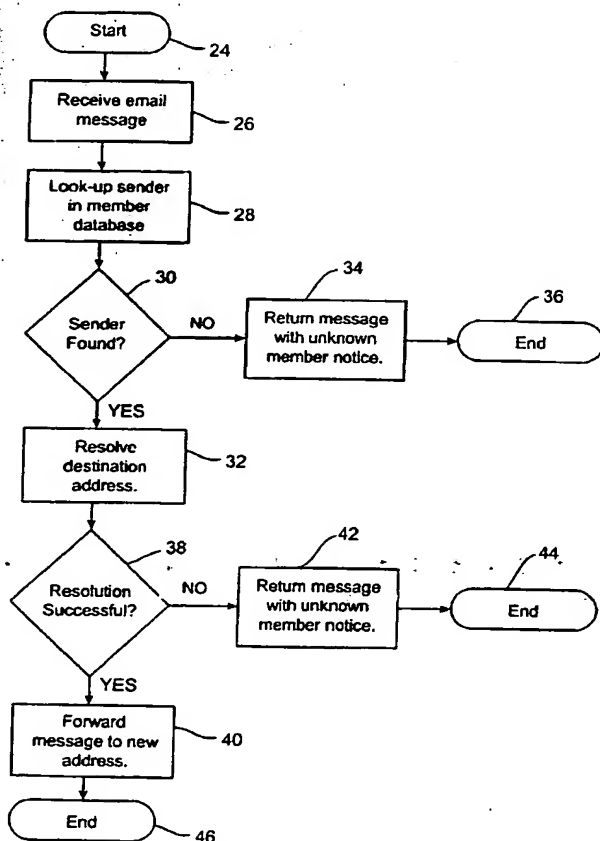 Start
24
Receive email
message
26
Look-up sender
in member
database
28
30
Sender
Found?
NO
34
Return message
with unknown
member notice.
36
End
YES
Resolve
destination
address.
32
38
Resolution
Successful?
NO
42
Return message
with unknown
member notice.
44
End
YES
Forward
message to new
address.
40
End
46